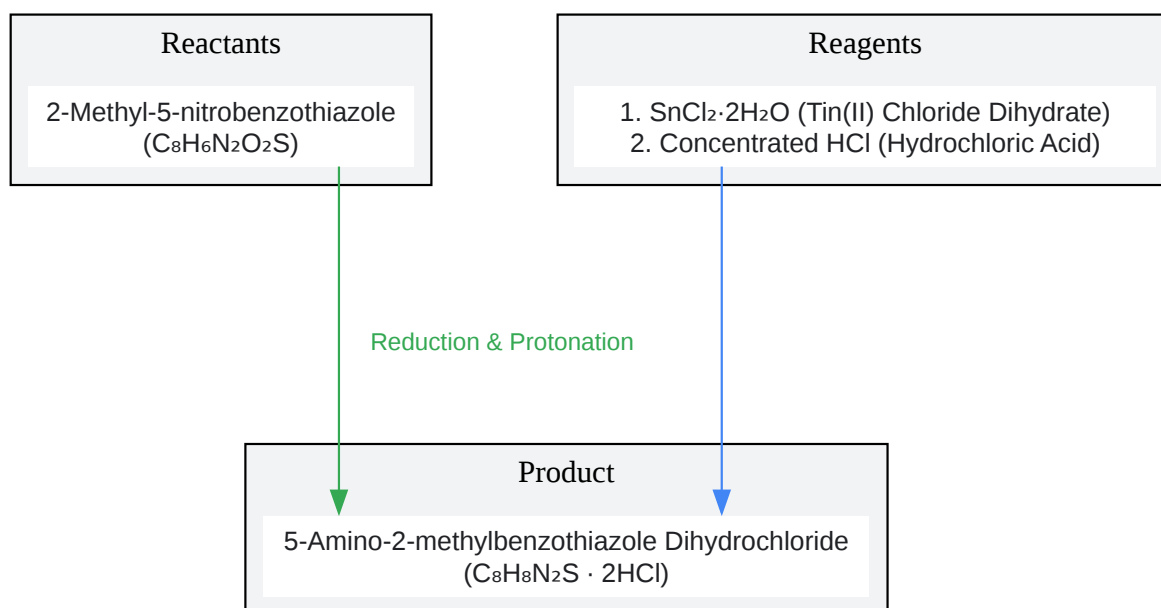 Reactants
2-Methyl-5-nitrobenzothiazole
(C₈H₆N₂O₂S)
Reagents
1. SnCl₂·2H₂O (Tin(II) Chloride Dihydrate)
2. Concentrated HCl (Hydrochloric Acid)
Reduction & Protonation
Product
5-Amino-2-methylbenzothiazole Dihydrochloride
(C₈H₈N₂S · 2HCl)